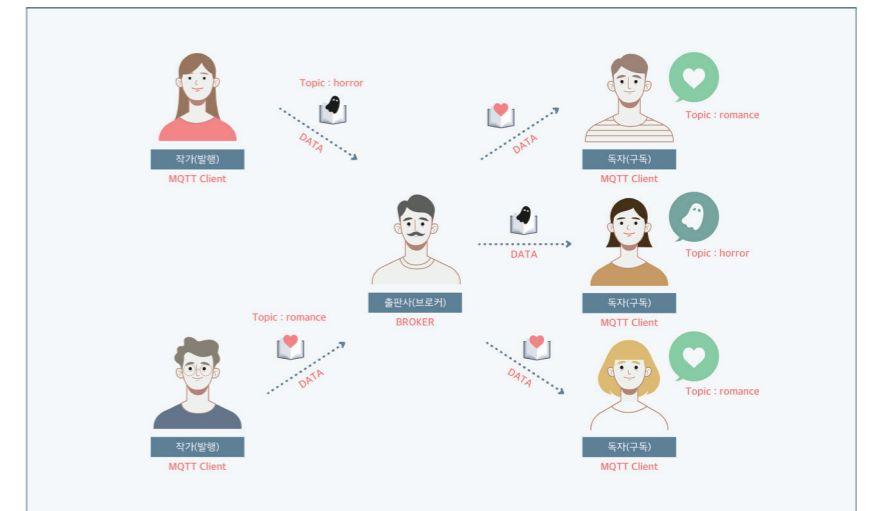 Topic : horror
DATA
작가(발행)
MQTT Client
DATA
독자(구독)
MQTT Client
Topic : romance
출판사(브로커)
BROKER
DATA
독자(구독)
MQTT Client
Topic : horror
Topic : romance
DATA
작가(발행)
MQTT Client
DATA
독자(구독)
MQTT Client
Topic : romance